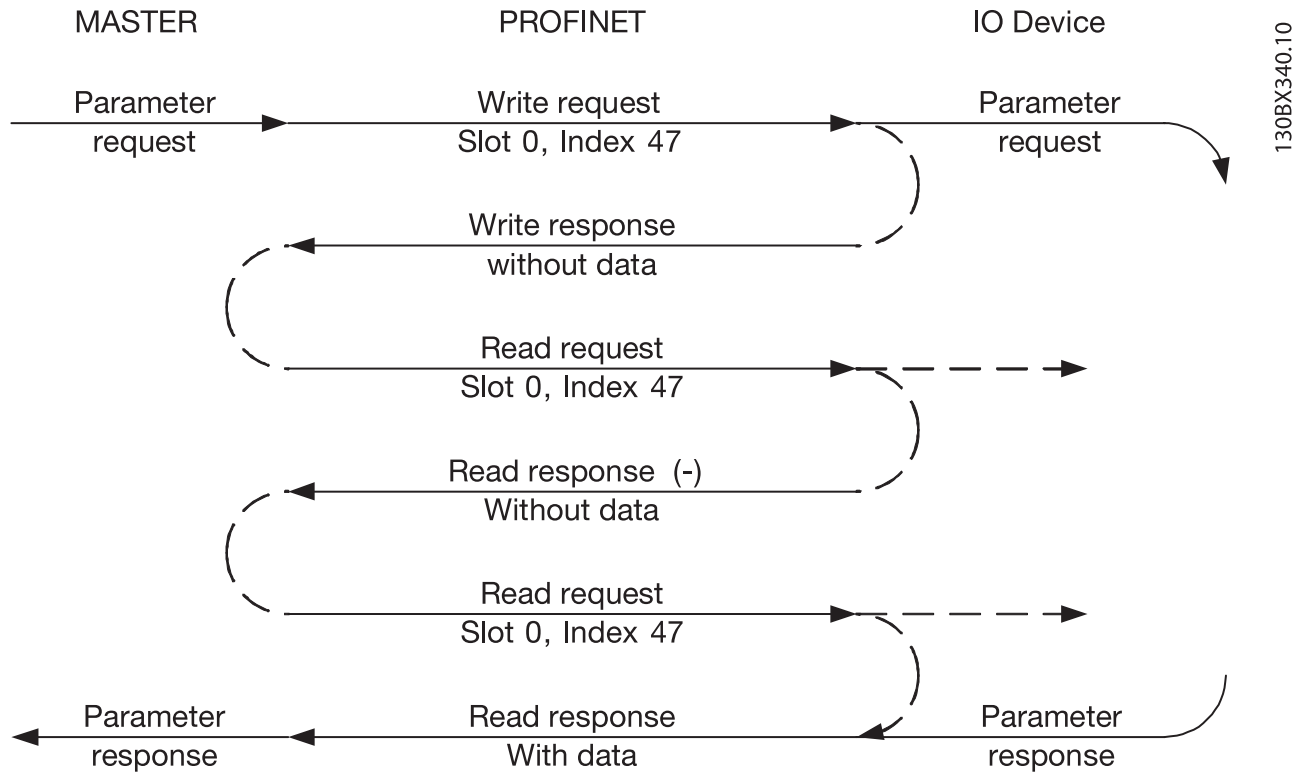 MASTER PROFINET IO Device
130BX340.10
Parameter Write request Parameter
request Slot 0, Index 47 request
Write response
without data
Read request
Slot 0, Index 47
Read response (-)
Without data
Read request
Slot 0, Index 47
Parameter Read response Parameter
response With data response